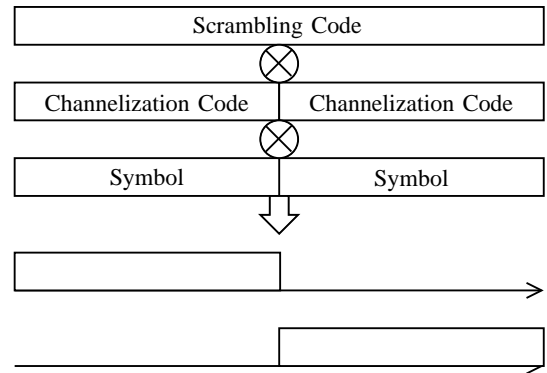 Scrambling Code
Channelization Code Channelization Code
Symbol Symbol